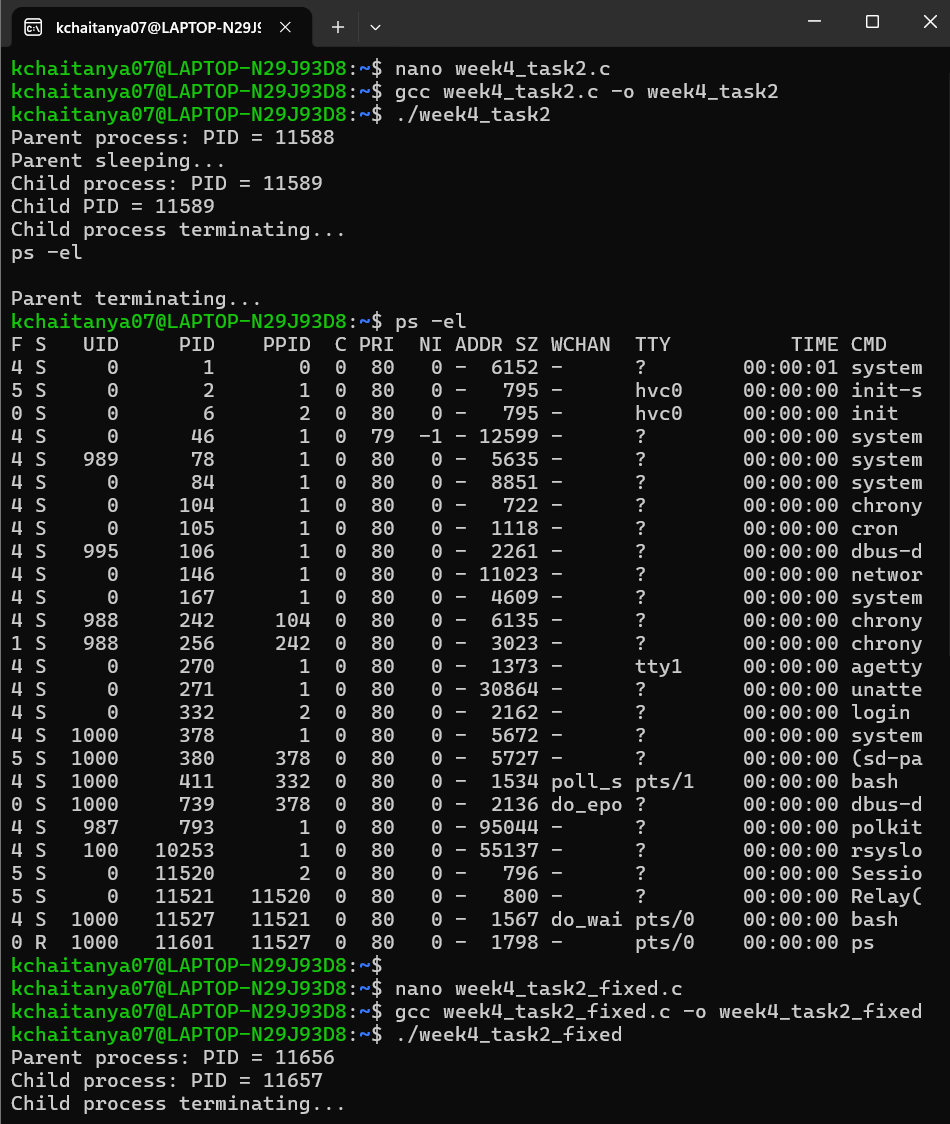 kchaitanya07@LAPTOP-N29J
kchaitanya07@LAPTOP-N29J93D8:~$ nano week4_task2.c
kchaitanya07@LAPTOP-N29J93D8:~$ gcc week4_task2.c -o week4_task2
kchaitanya07@LAPTOP-N29J93D8:~$ ./week4_task2
Parent process: PID = 11588
Parent sleeping...
Child process: PID = 11589
Child PID = 11589
Child process terminating...
ps -el
Parent terminating...
kchaitanya07@LAPTOP-N29J93D8:~$ ps -el
F S   UID     PID    PPID  C PRI  NI ADDR SZ WCHAN  TTY          TIME CMD
4 S     0       1       0  0  80   0 -  6152 -      ?        00:00:01 system
5 S     0       2       1  0  80   0 -   795 -      hvc0     00:00:00 init-s
0 S     0       6       2  0  80   0 -   795 -      hvc0     00:00:00 init
4 S     0      46       1  0  79  -1 - 12599 -      ?        00:00:00 system
4 S   989      78       1  0  80   0 -  5635 -      ?        00:00:00 system
4 S     0      84       1  0  80   0 -  8851 -      ?        00:00:00 system
4 S     0     104       1  0  80   0 -   722 -      ?        00:00:00 chrony
4 S     0     105       1  0  80   0 -  1118 -      ?        00:00:00 cron
4 S   995     106       1  0  80   0 -  2261 -      ?        00:00:00 dbus-d
4 S     0     146       1  0  80   0 - 11023 -      ?        00:00:00 networ
4 S     0     167       1  0  80   0 -  4609 -      ?        00:00:00 system
4 S   988     242     104  0  80   0 -  6135 -      ?        00:00:00 chrony
1 S   988     256     242  0  80   0 -  3023 -      ?        00:00:00 chrony
4 S     0     270       1  0  80   0 -  1373 -      tty1     00:00:00 agetty
4 S     0     271       1  0  80   0 - 30864 -      ?        00:00:00 unatte
4 S     0     332       2  0  80   0 -  2162 -      ?        00:00:00 login
4 S  1000     378       1  0  80   0 -  5672 -      ?        00:00:00 system
5 S  1000     380     378  0  80   0 -  5727 -      ?        00:00:00 (sd-pa
4 S  1000     411     332  0  80   0 -  1534 poll_s pts/1    00:00:00 bash
0 S  1000     739     378  0  80   0 -  2136 do_epo ?        00:00:00 dbus-d
4 S   987     793       1  0  80   0 - 95044 -      ?        00:00:00 polkit
4 S   100   10253       1  0  80   0 - 55137 -      ?        00:00:00 rsyslo
5 S     0   11520       2  0  80   0 -   796 -      ?        00:00:00 Sessio
5 S     0   11521   11520  0  80   0 -   800 -      ?        00:00:00 Relay(
4 S  1000   11527   11521  0  80   0 -  1567 do_wai pts/0    00:00:00 bash
0 R  1000   11601   11527  0  80   0 -  1798 -      pts/0    00:00:00 ps
kchaitanya07@LAPTOP-N29J93D8:~$
kchaitanya07@LAPTOP-N29J93D8:~$ nano week4_task2_fixed.c
kchaitanya07@LAPTOP-N29J93D8:~$ gcc week4_task2_fixed.c -o week4_task2_fixed
kchaitanya07@LAPTOP-N29J93D8:~$ ./week4_task2_fixed
Parent process: PID = 11656
Child process: PID = 11657
Child process terminating...